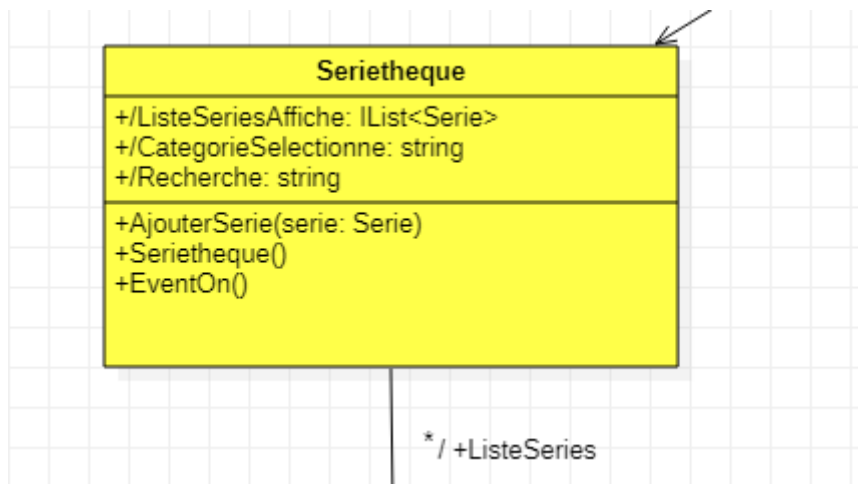 Serietheque
+/ListeSeriesAffiche: IList<Serie>
+/CategorieSelectionne: string
+/Recherche: string
+AjouterSerie(serie: Serie)
+Serietheque()
+EventOn()
* / +ListeSeries